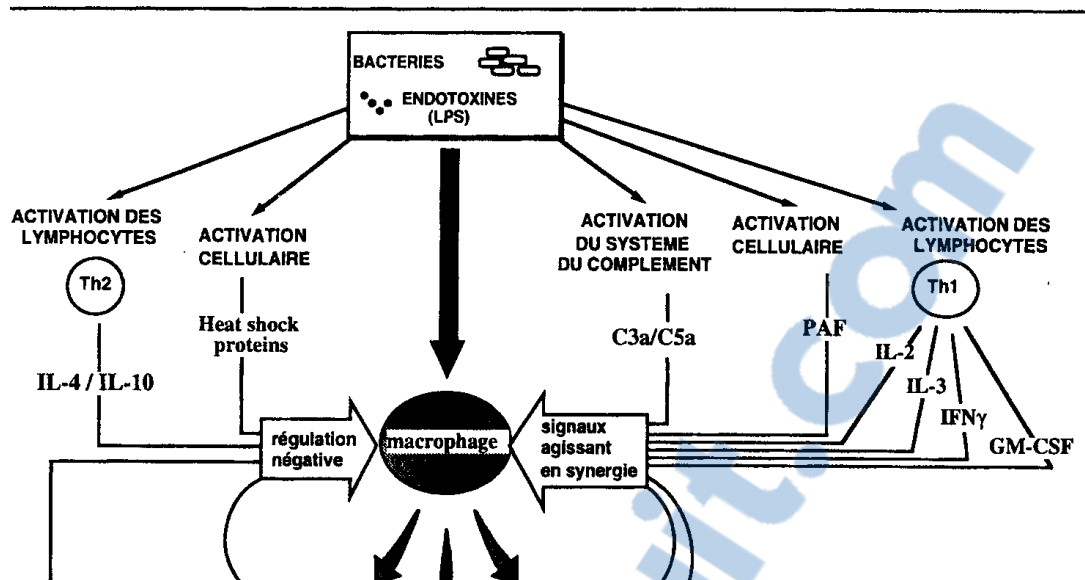 BACTERIES
ENDOTOXINES
(LPS)
ACTIVATION DES
LYMPHOCYTES
Th2
IL-4 / IL-10
ACTIVATION
CELLULAIRE
Heat shock
proteins
ACTIVATION
DU SYSTEME
DU COMPLEMENT
C3a/C5a
ACTIVATION
CELLULAIRE
PAF
ACTIVATION DES
LYMPHOCYTES
Th1
IL-2
IL-3
IFNγ
GM-CSF
régulation
négative
macrophage
signaux
agissant
en synergie
it.com